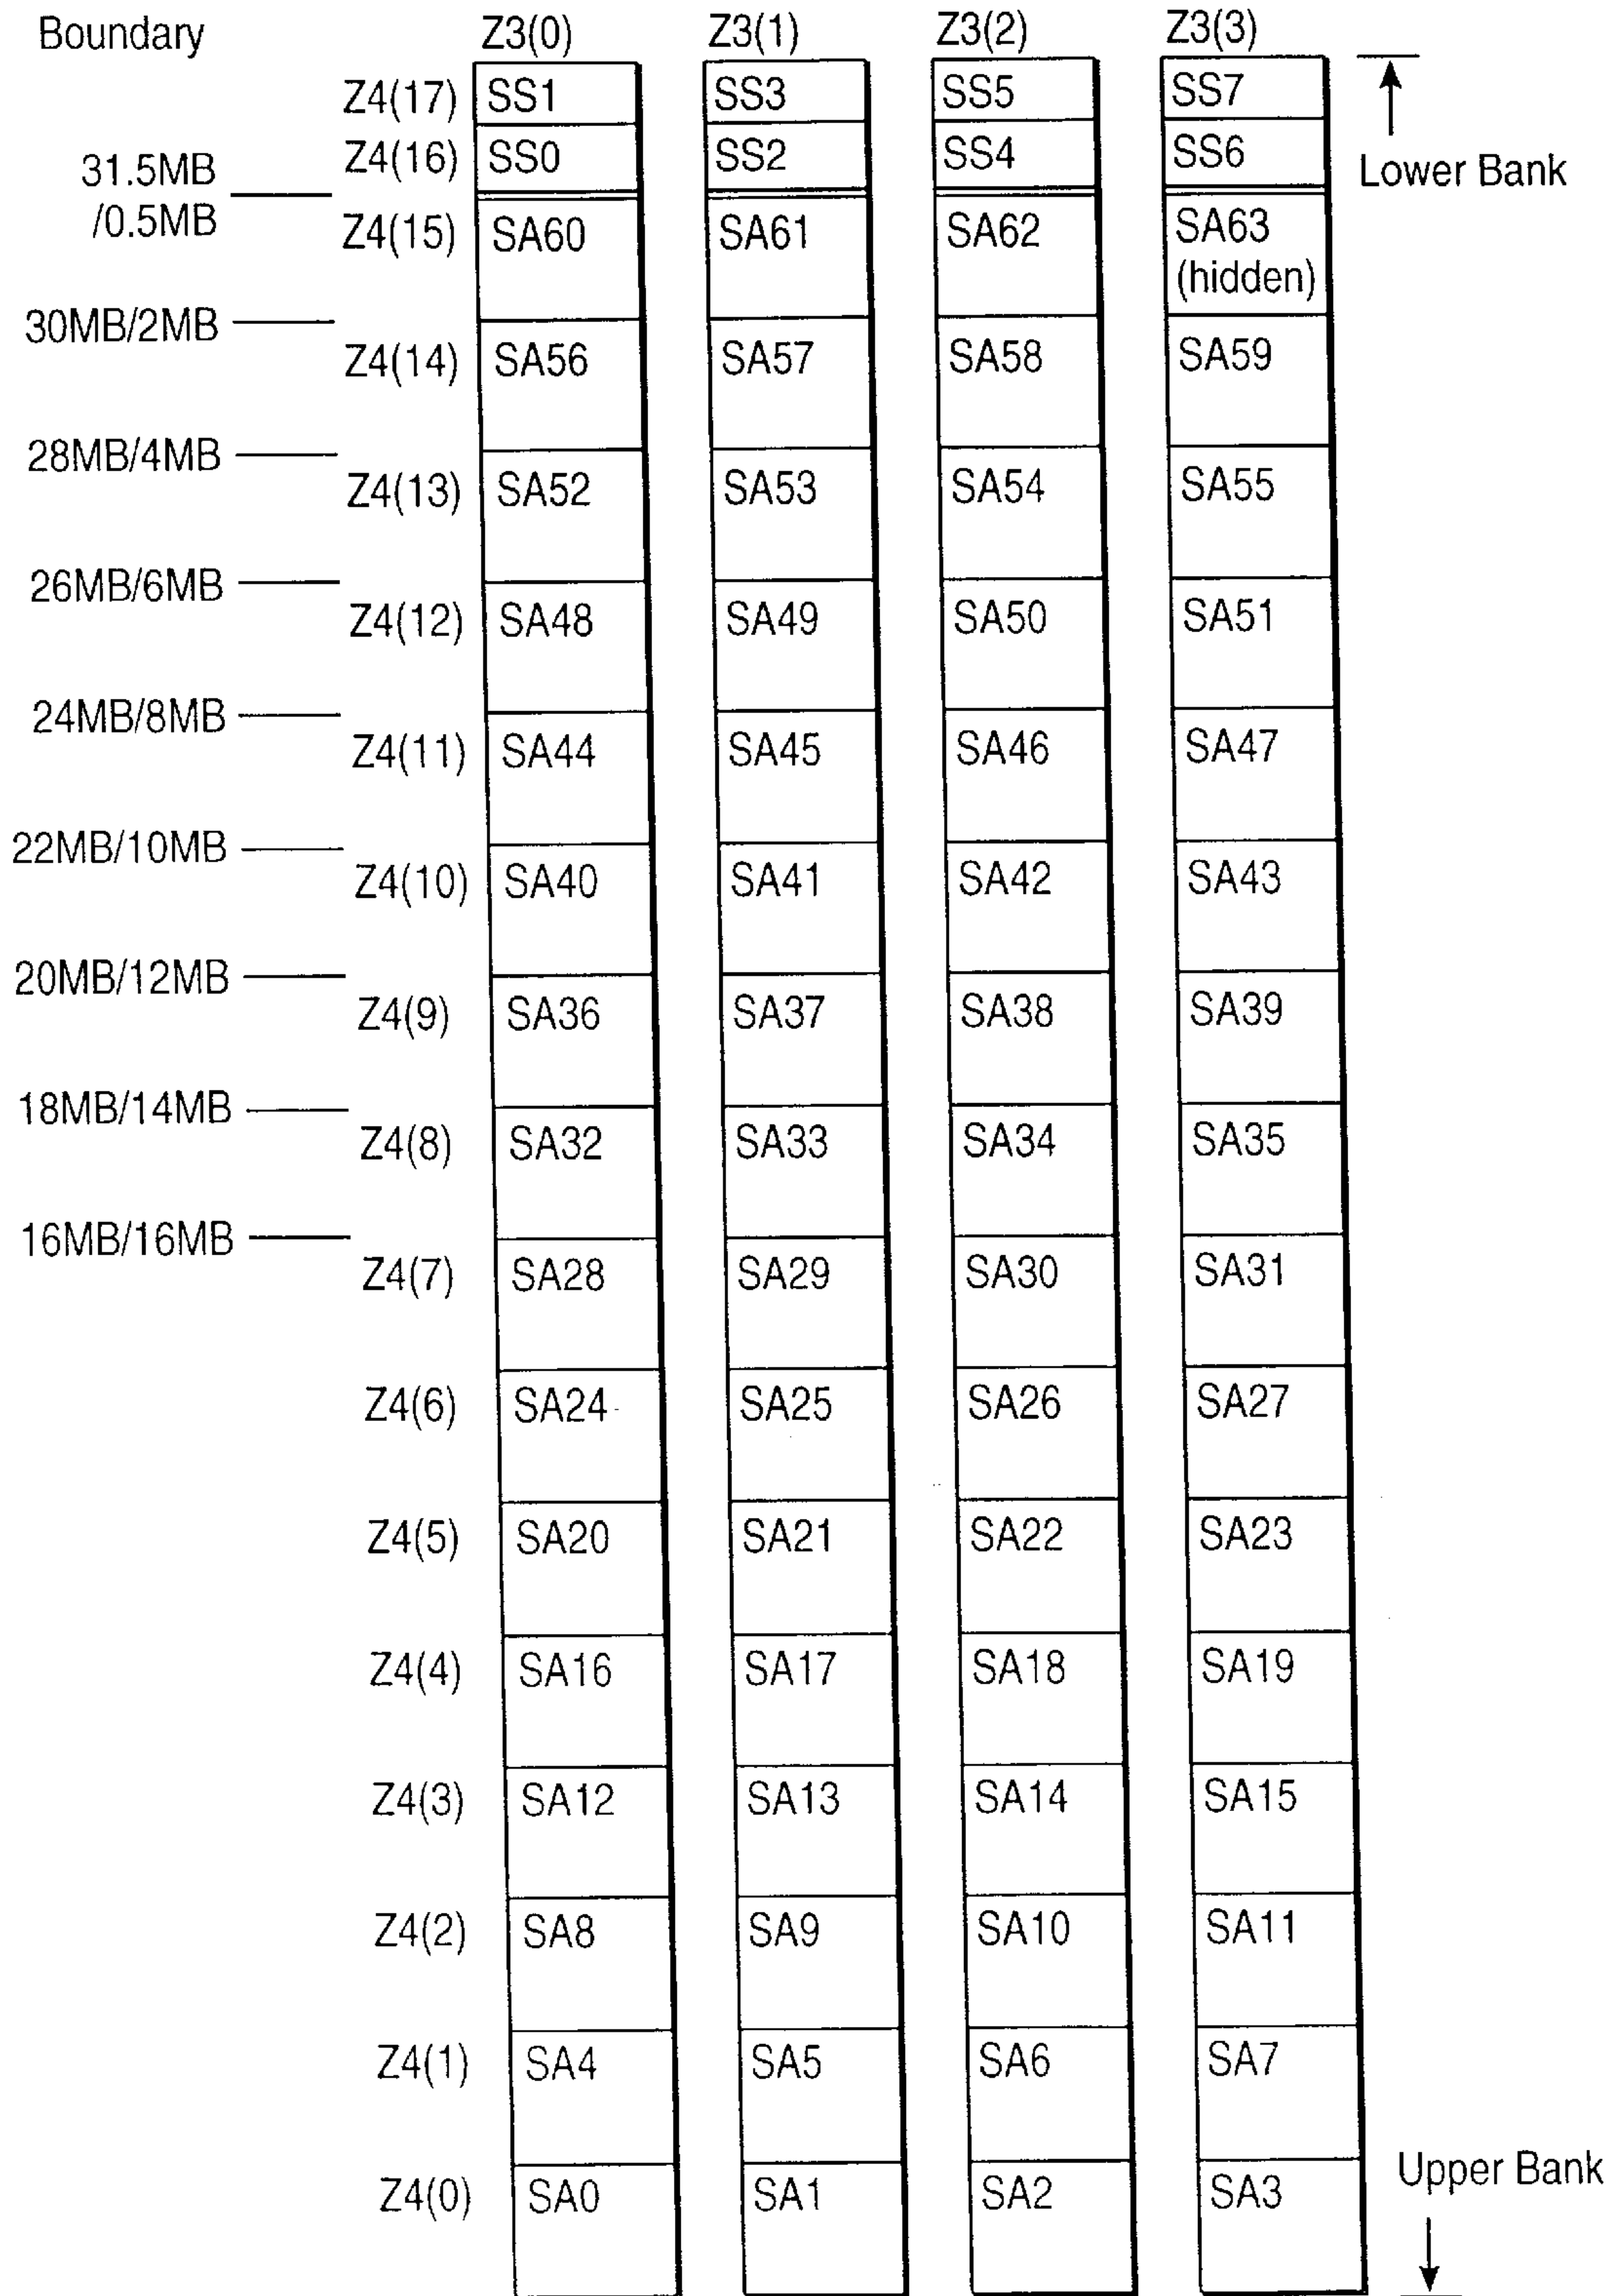 Boundary Z3(0) Z3(1) Z3(2) Z3(3)
Z4(17) SS1 SS3 SS5 SS7
Z4(16) SS0 SS2 SS4 SS6 Lower Bank
31.5MB
/0.5MB Z4(15) SA60 SA61 SA62 SA63
(hidden)
30MB/2MB
Z4(14) SA56 SA57 SA58 SA59
28MB/4MB
Z4(13) SA52 SA53 SA54 SA55
26MB/6MB
Z4(12) SA48 SA49 SA50 SA51
24MB/8MB
Z4(11) SA44 SA45 SA46 SA47
22MB/10MB
Z4(10) SA40 SA41 SA42 SA43
20MB/12MB
Z4(9) SA36 SA37 SA38 SA39
18MB/14MB
Z4(8) SA32 SA33 SA34 SA35
16MB/16MB
Z4(7) SA28 SA29 SA30 SA31
Z4(6) SA24 SA25 SA26 SA27
Z4(5) SA20 SA21 SA22 SA23
Z4(4) SA16 SA17 SA18 SA19
Z4(3) SA12 SA13 SA14 SA15
Z4(2) SA8 SA9 SA10 SA11
Z4(1) SA4 SA5 SA6 SA7
Upper Bank
Z4(0) SA0 SA1 SA2 SA3